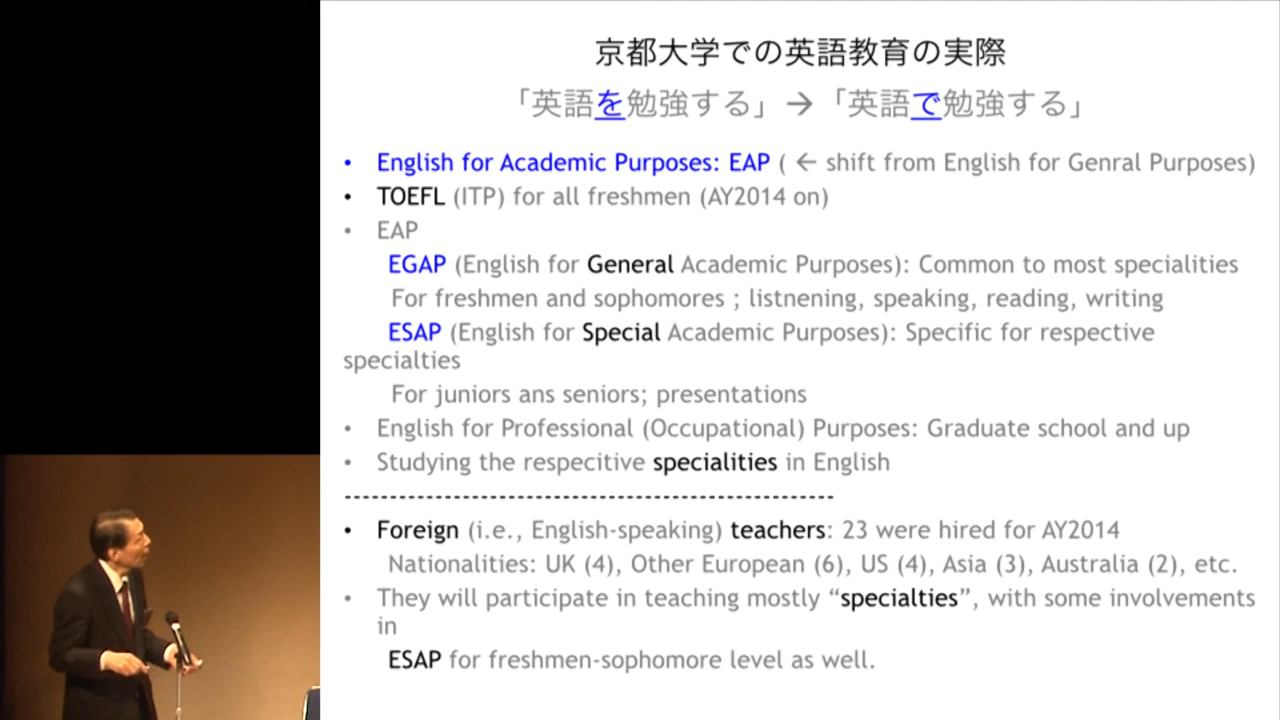 京都大学での英語教育の実際
「英語を勉強する」→「英語で勉強する」
• English for Academic Purposes: EAP ( ← shift from English for Genral Purposes)
• TOEFL (ITP) for all freshmen (AY2014 on)
• EAP
EGAP (English for General Academic Purposes): Common to most specialities
For freshmen and sophomores ; listnening, speaking, reading, writing
ESAP (English for Special Academic Purposes): Specific for respective
specialties
For juniors ans seniors; presentations
• English for Professional (Occupational) Purposes: Graduate school and up
• Studying the respecitive specialities in English
------------------------------------------------------
• Foreign (i.e., English-speaking) teachers: 23 were hired for AY2014
Nationalities: UK (4), Other European (6), US (4), Asia (3), Australia (2), etc.
• They will participate in teaching mostly “specialties”, with some involvements
in
ESAP for freshmen-sophomore level as well.